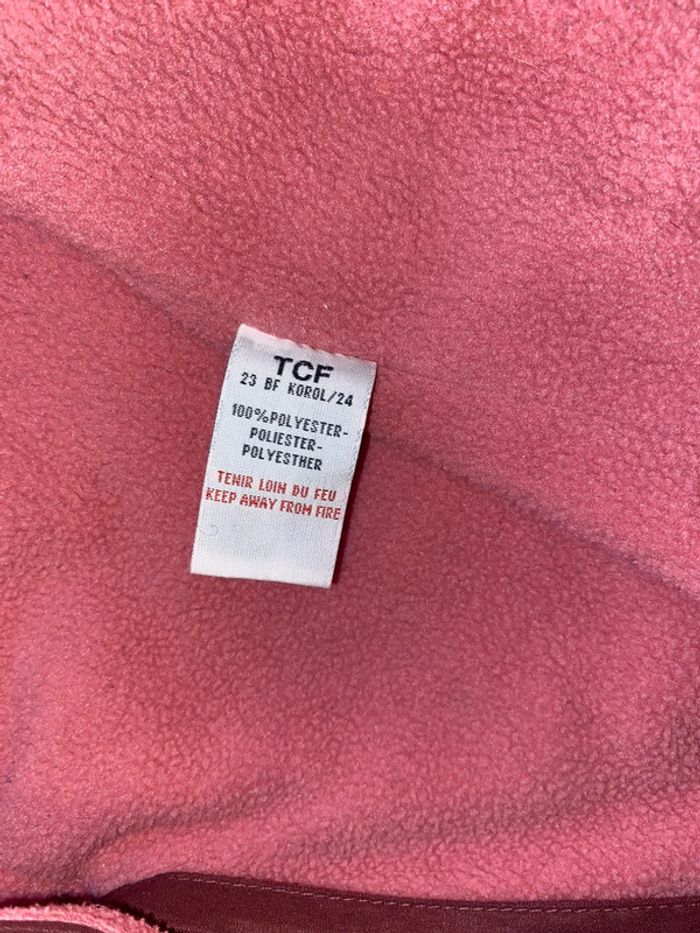 TCF
23 BF KOROL/24
100%POLYESTER-
POLIESTER-
POLYESTHER
TENIR LOIN DU FEU
KEEP AWAY FROM FIRE